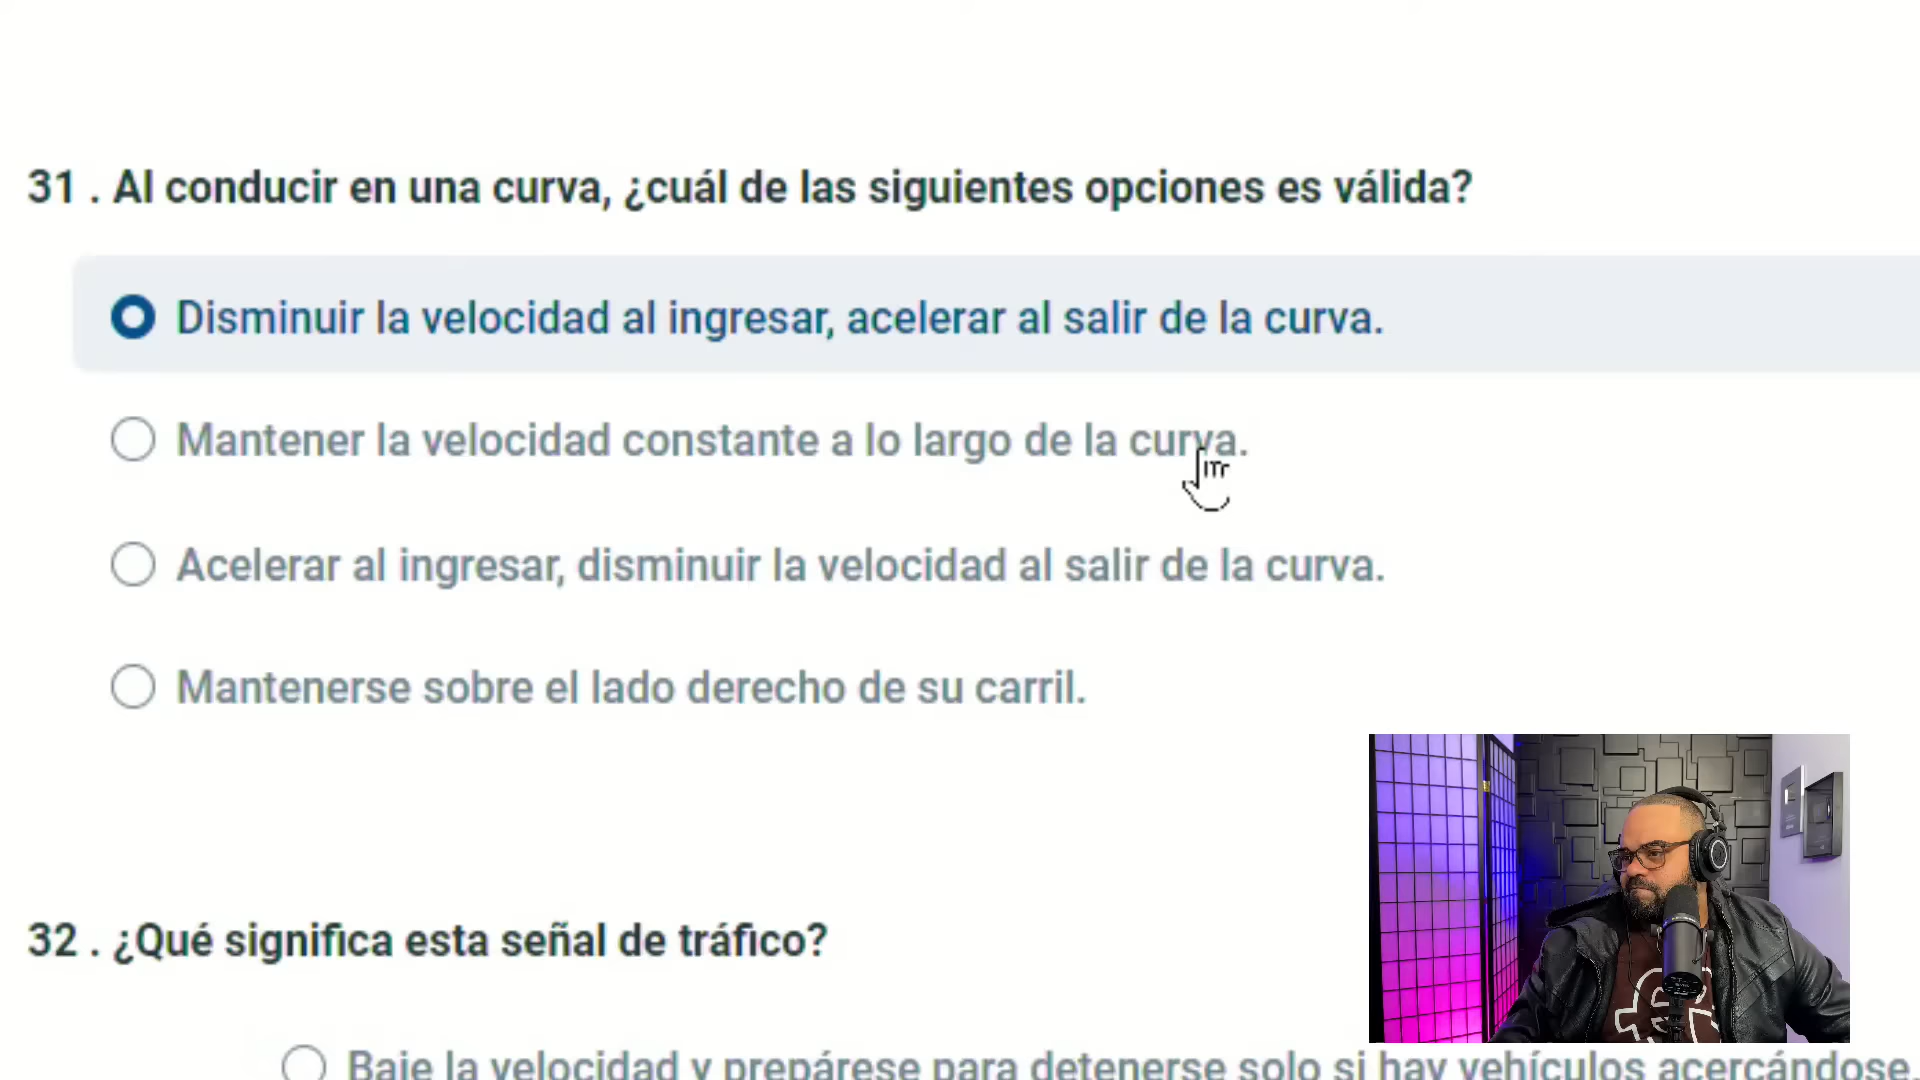 31 . Al conducir en una curva, ¿cuál de las siguientes opciones es válida?
Disminuir la velocidad al ingresar, acelerar al salir de la curva.
Mantener la velocidad constante a lo largo de la curva.
Acelerar al ingresar, disminuir la velocidad al salir de la curva.
Mantenerse sobre el lado derecho de su carril.
32 . ¿Qué significa esta señal de tráfico?
Baje la velocidad y prepárese para detenerse solo si hay vehículos acercándose.